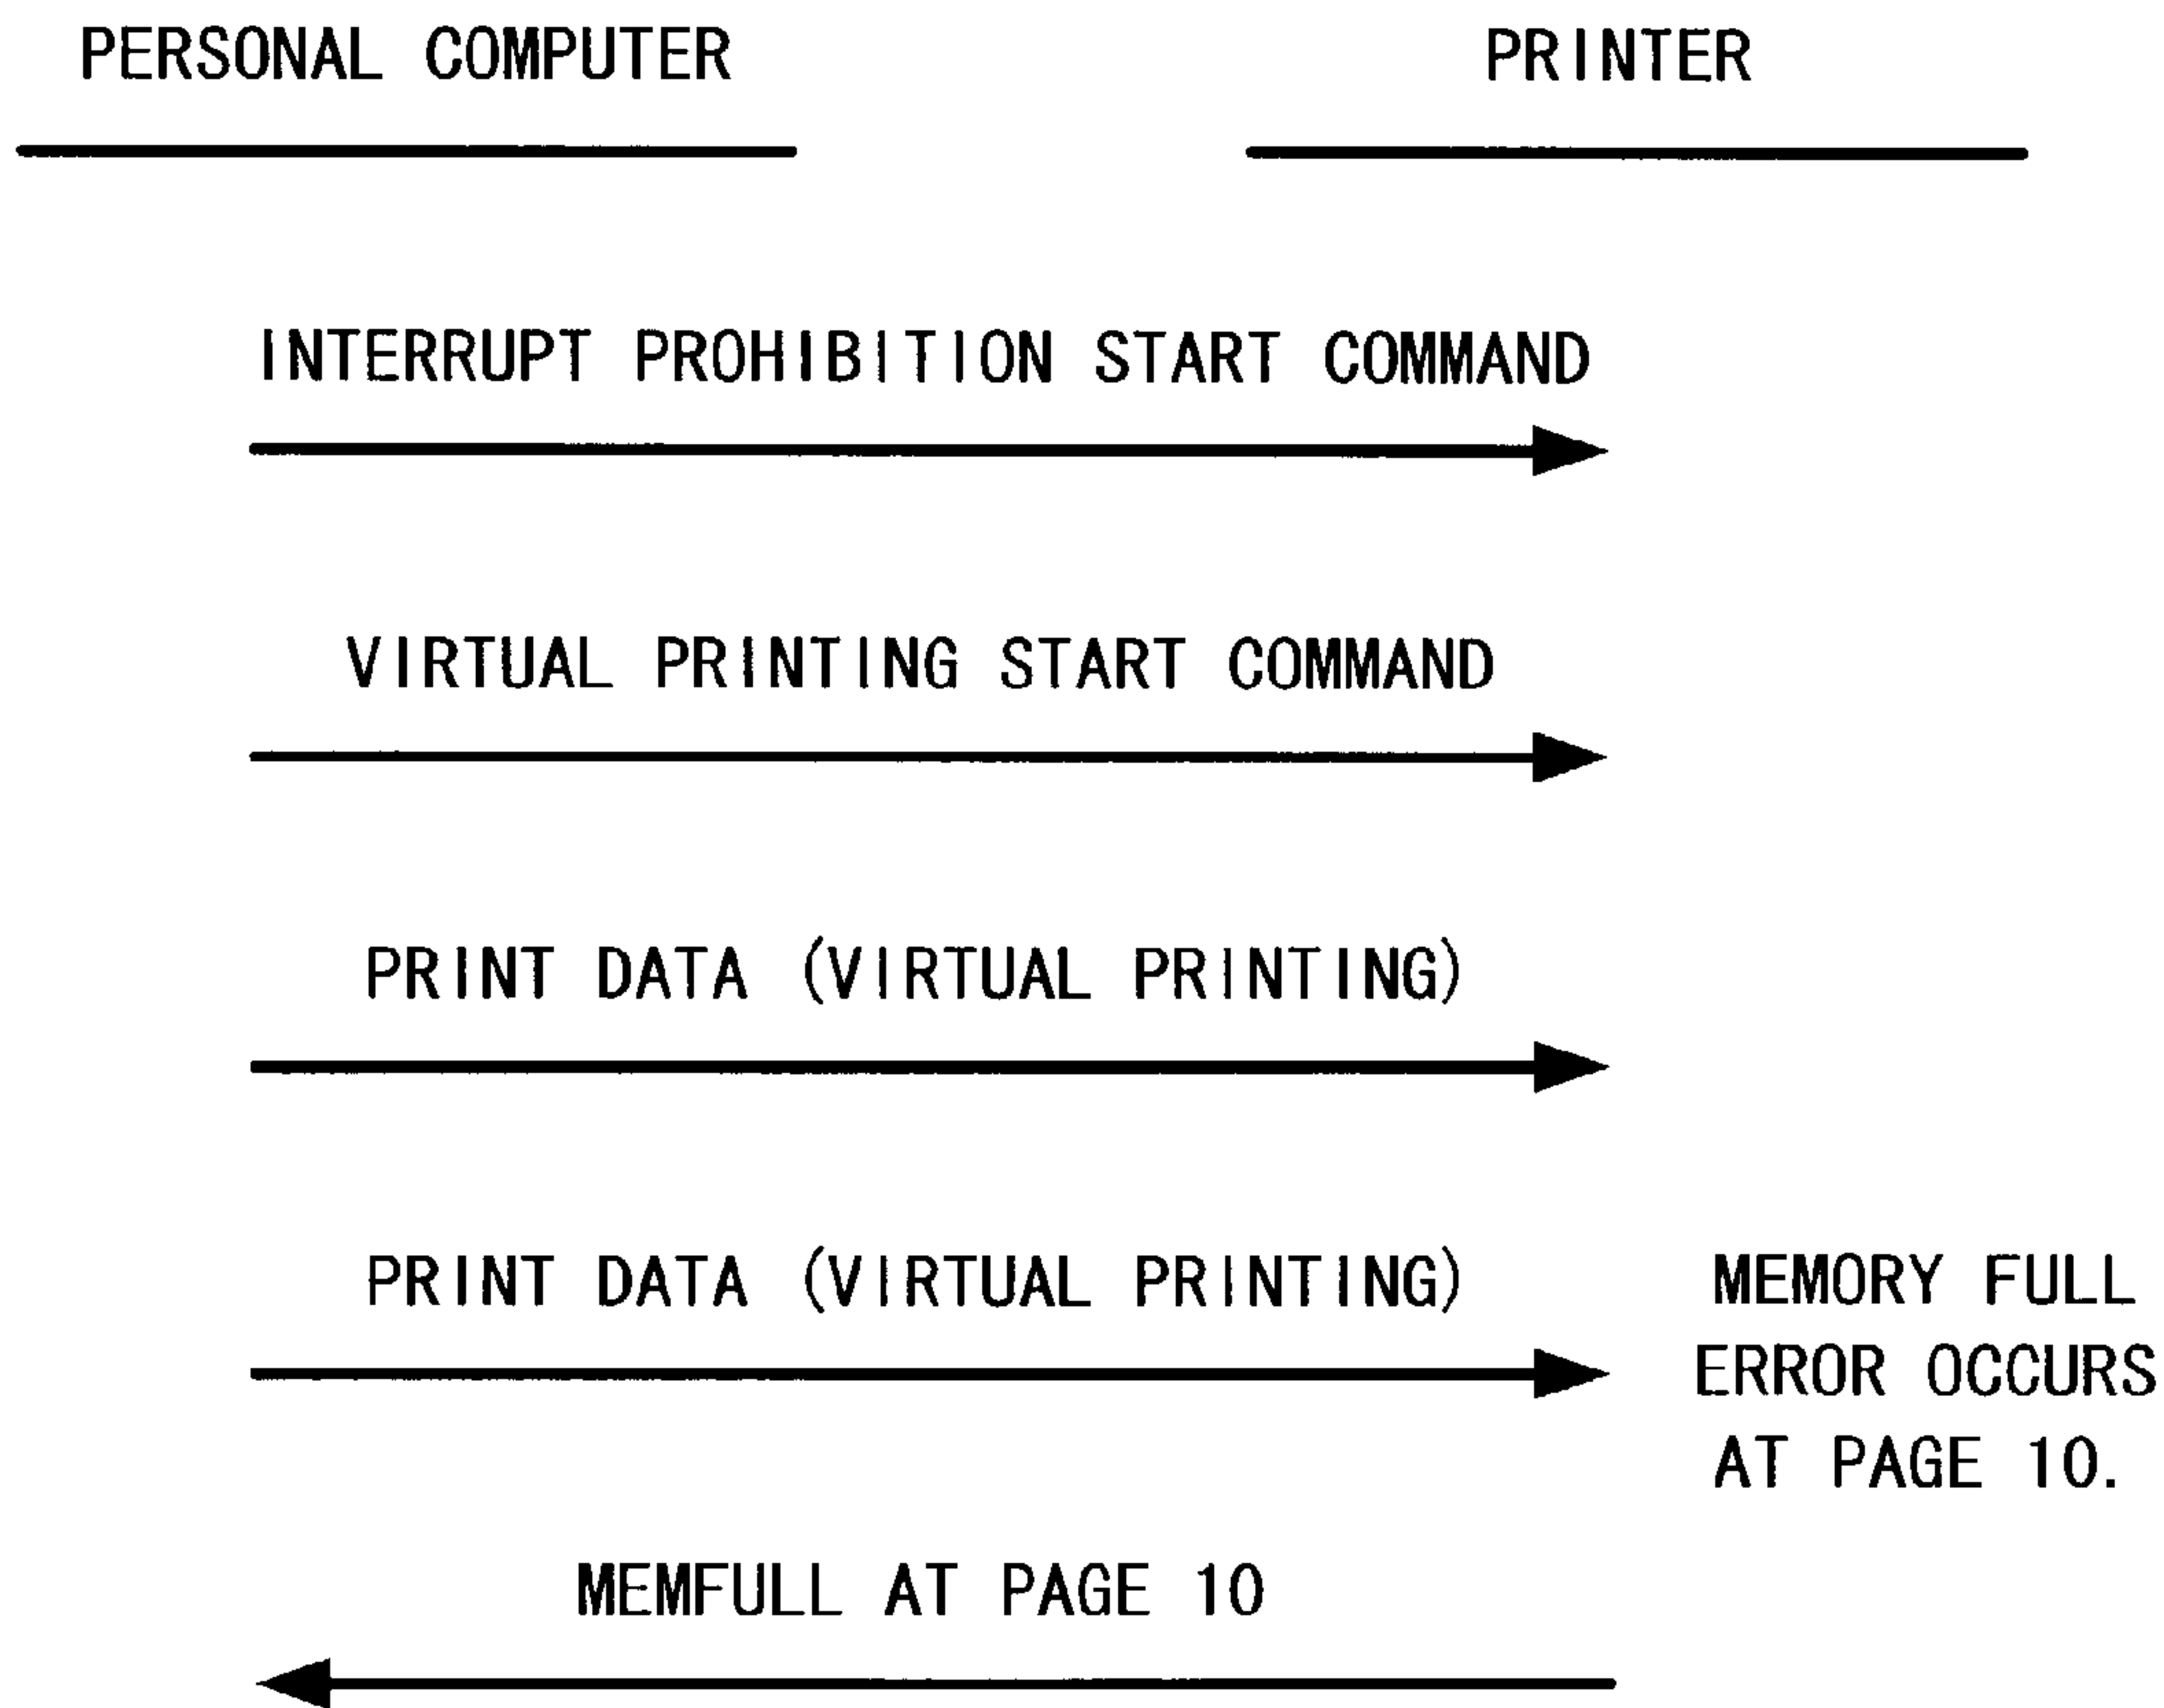 PERSONAL COMPUTER
PRINTER
INTERRUPT PROHIBITION START COMMAND
VIRTUAL PRINTING START COMMAND
PRINT DATA (VIRTUAL PRINTING)
PRINT DATA (VIRTUAL PRINTING)
MEMORY FULL
ERROR OCCURS
AT PAGE 10.
MEMFULL AT PAGE 10